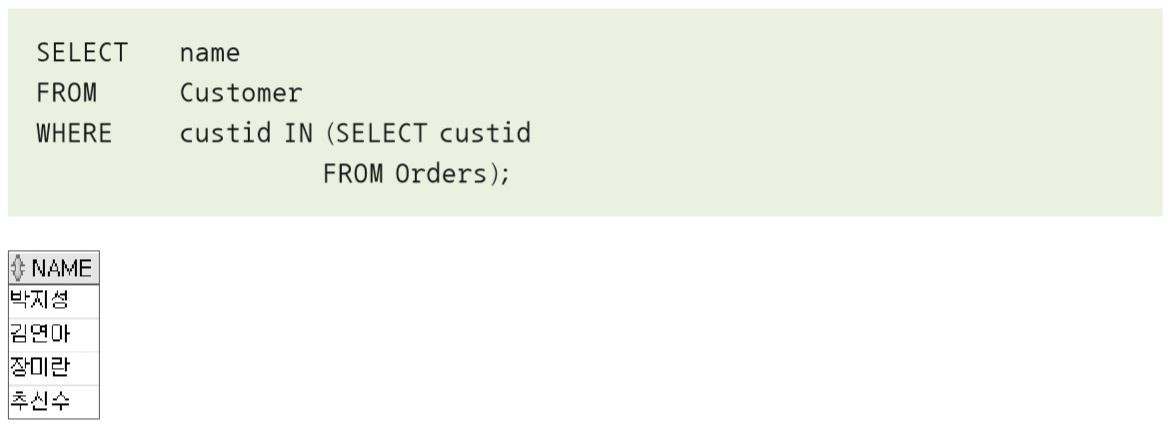 SELECT name
FROM Customer
WHERE custid IN (SELECT custid
FROM Orders);
NAME
박지성
김연아
장미란
추신수